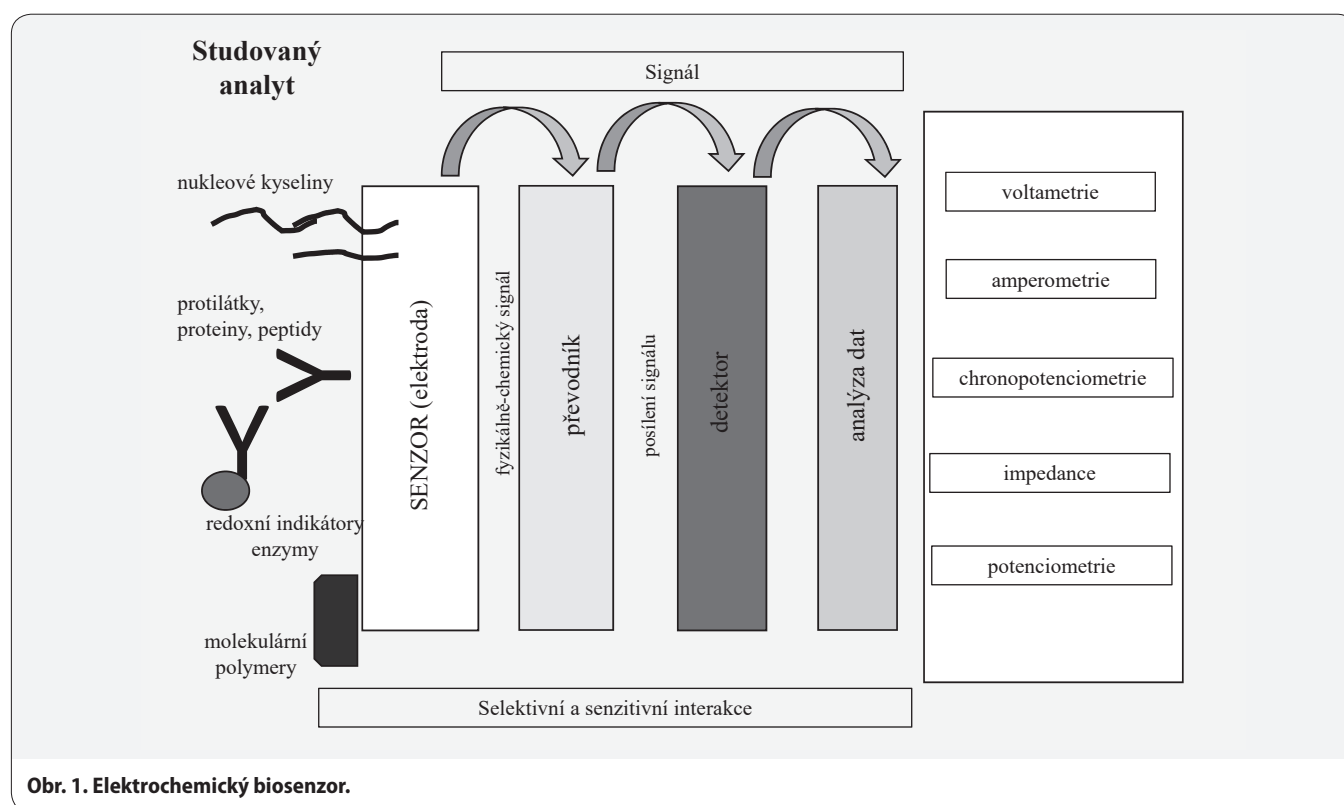 Studovaný
analyt
Signál
nukleové kyseliny
protilátky,
proteiny, peptidy
redoxní indikátory
enzymy
molekulární
polymery
SENZOR (elektroda)
fyzikálně-chemický signál
převodník
posílení signálu
detektor
analýza dat
voltametrie
amperometrie
chronopotenciometrie
impedance
potenciometrie
Selektivní a senzitivní interakce
Obr. 1. Elektrochemický biosenzor.